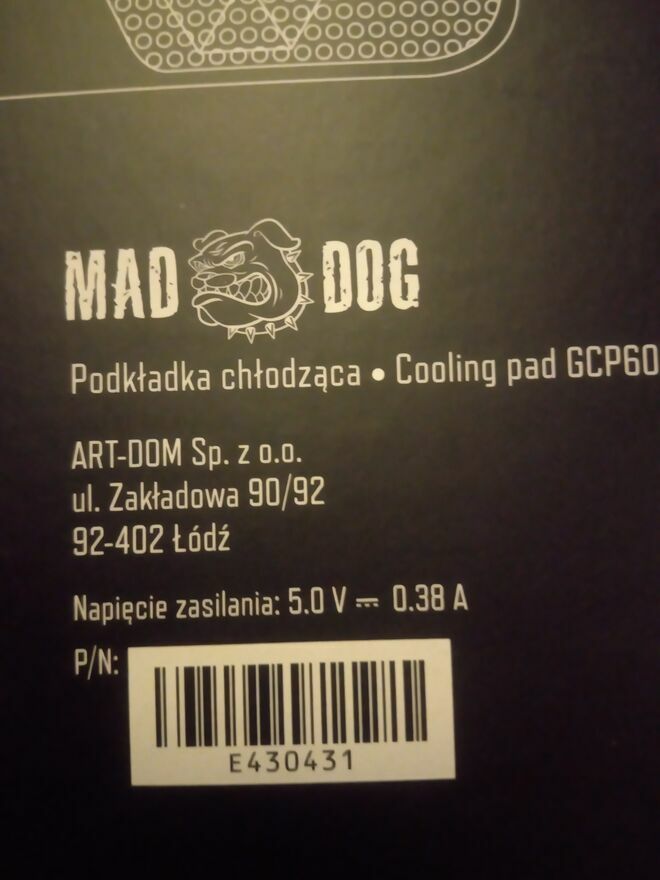 MAD DOG
Podkładka chłodząca • Cooling pad GCP60
ART-DOM Sp. z o.o.
ul. Zakładowa 90/92
92-402 Łódź
Napięcie zasilania: 5.0 V ⎓ 0.38 A
P/N:
E430431